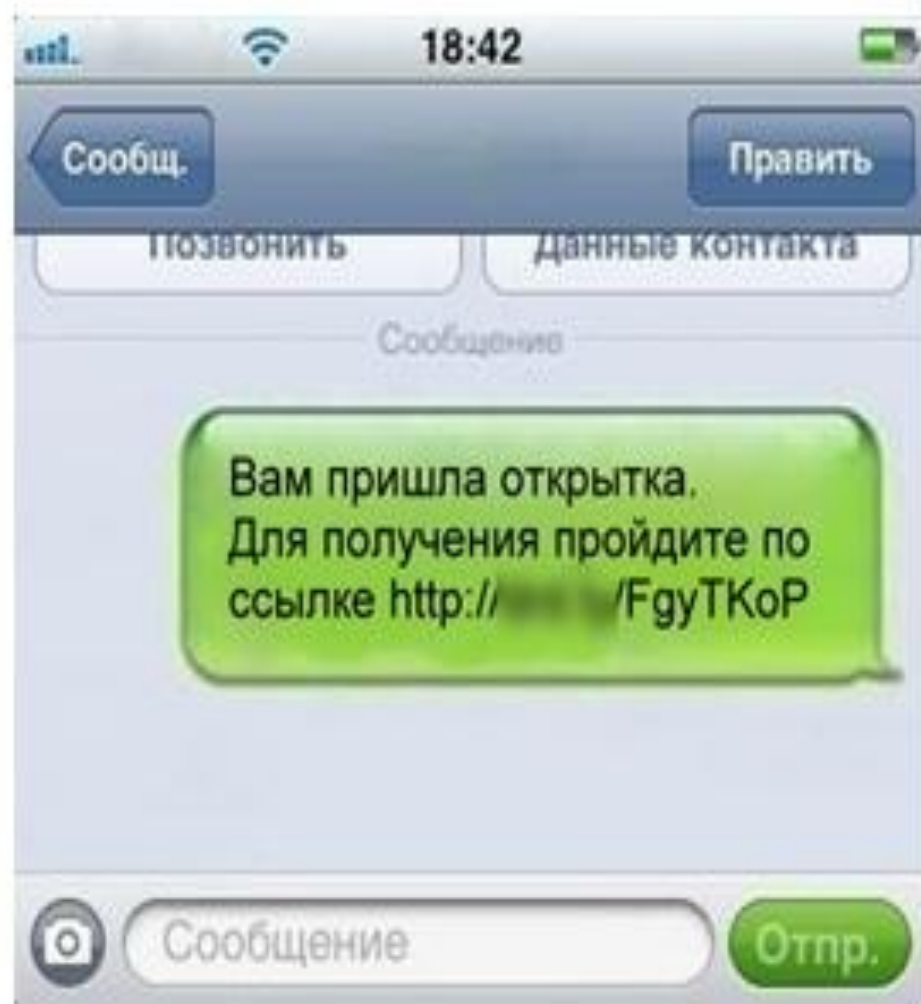 18:42
Сообщ.
Править
Позвонить
Данные контакта
Сообщение
Вам пришла открытка.
Для получения пройдите по
ссылке http:// /FgyTKoP
Сообщение
Отпр.